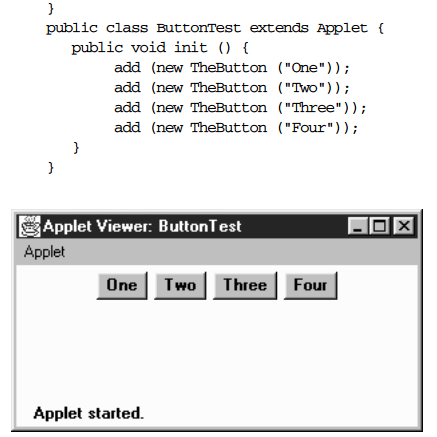 }
public class ButtonTest extends Applet {
public void init () {
add (new TheButton ("One"));
add (new TheButton ("Two"));
add (new TheButton ("Three"));
add (new TheButton ("Four"));
}
}
Applet Viewer: ButtonTest
Applet
One Two Three Four
Applet started.